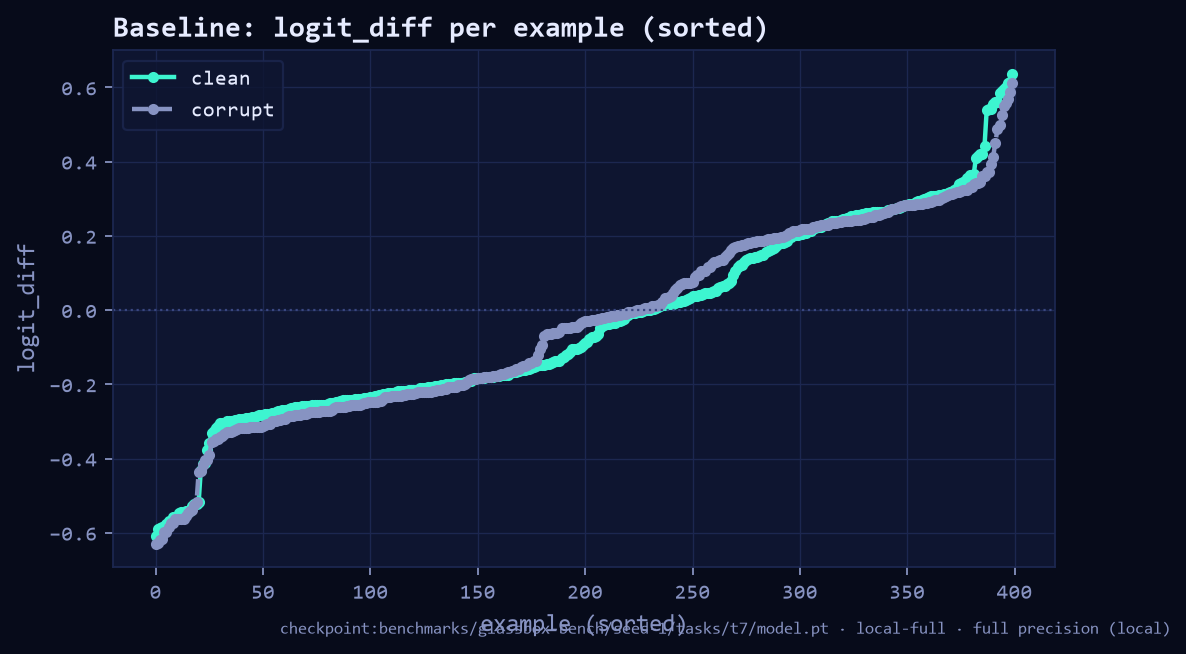 Baseline: logit_diff per example (sorted)
clean
corrupt
logit_diff
0.6
0.4
0.2
0.0
−0.2
−0.4
−0.6
0
50
100
150
200
250
300
350
400
example (sorted)
checkpoint:benchmarks/glassbox-bench/seed-1/tasks/t7/model.pt · local-full · full precision (local)